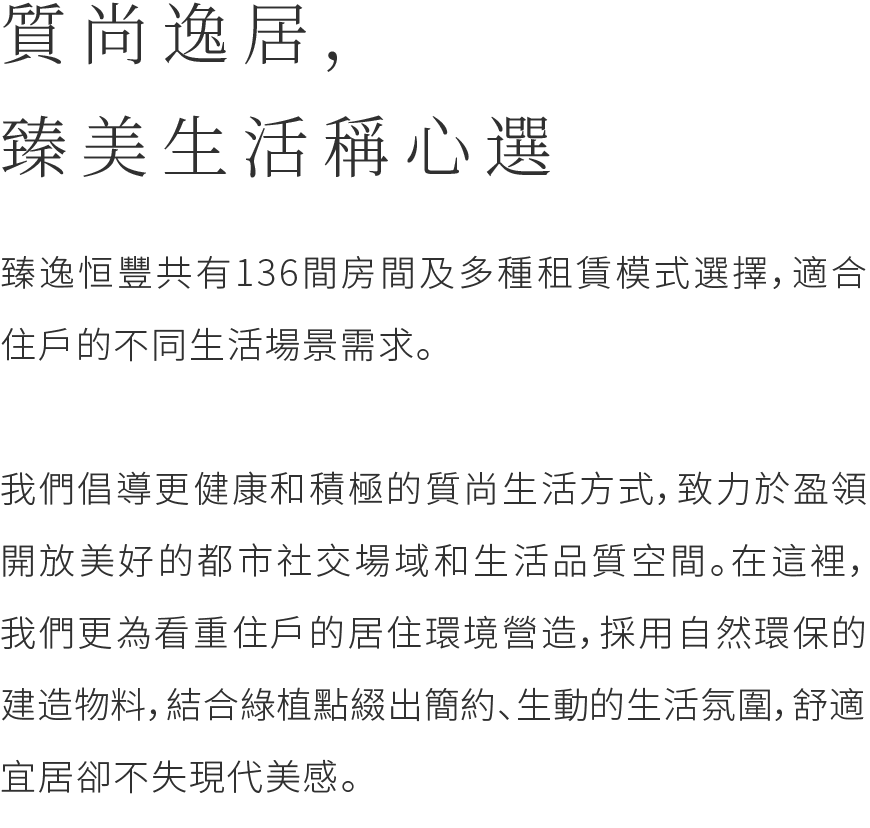 質尚逸居，
臻美生活稱心選
臻逸恒豐共有136間房間及多種租賃模式選擇，適合
住戶的不同生活場景需求。
我們倡導更健康和積極的質尚生活方式，致力於盈領
開放美好的都市社交場域和生活品質空間。在這裡，
我們更為看重住戶的居住環境營造，採用自然環保的
建造物料，結合綠植點綴出簡約、生動的生活氛圍，舒適
宜居卻不失現代美感。